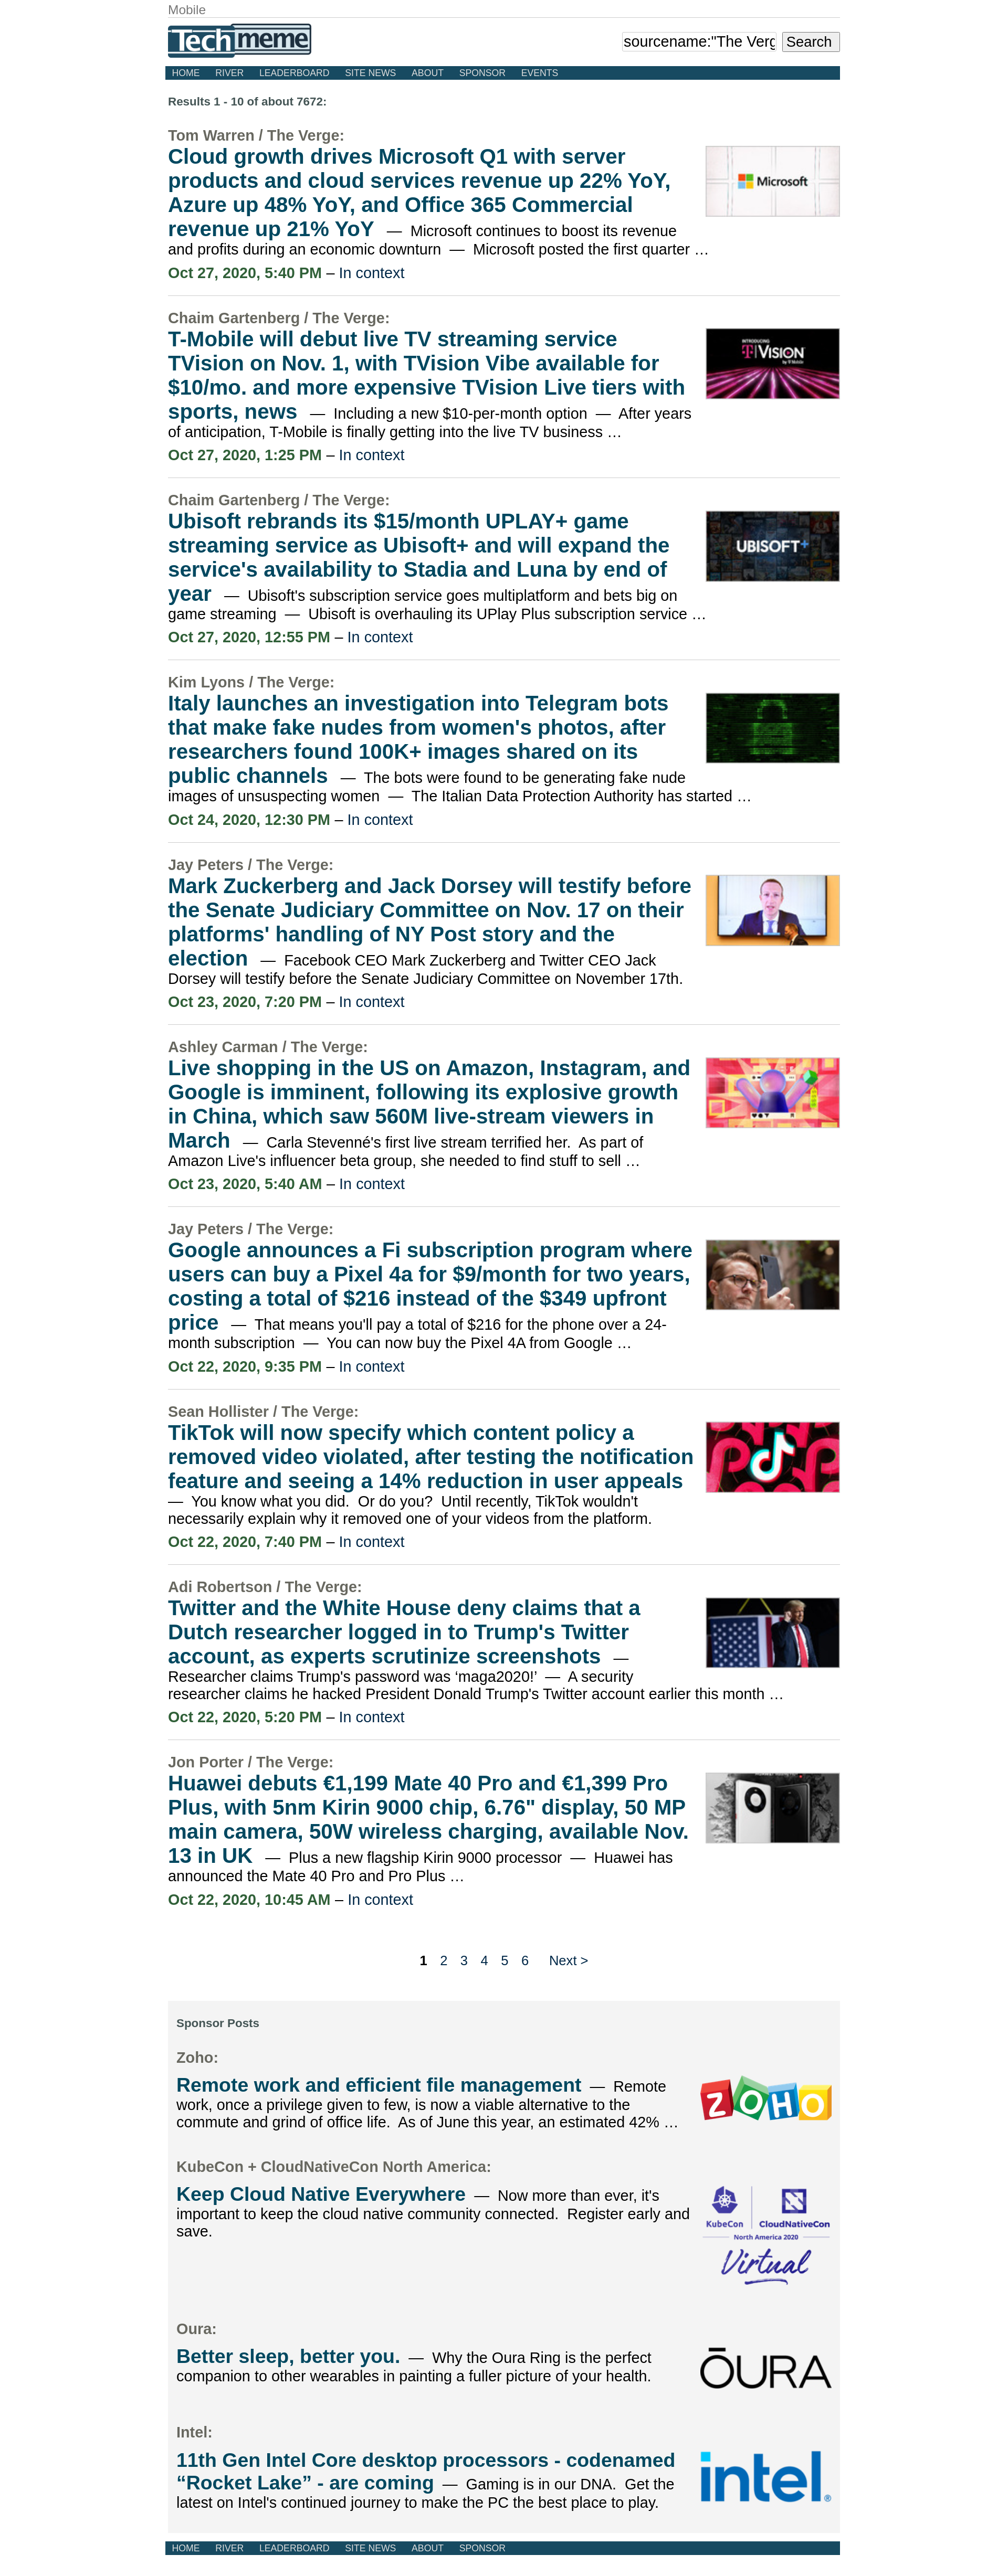 Mobile
Techmeme
sourcename:"The Verg
Search
HOME RIVER LEADERBOARD SITE NEWS ABOUT SPONSOR EVENTS
Results 1 - 10 of about 7672:
Tom Warren / The Verge:
Cloud growth drives Microsoft Q1 with server
products and cloud services revenue up 22% YoY,
Azure up 48% YoY, and Office 365 Commercial
revenue up 21% YoY — Microsoft continues to boost its revenue
and profits during an economic downturn — Microsoft posted the first quarter …
Microsoft
Oct 27, 2020, 5:40 PM – In context
Chaim Gartenberg / The Verge:
T-Mobile will debut live TV streaming service
TVision on Nov. 1, with TVision Vibe available for
$10/mo. and more expensive TVision Live tiers with
sports, news — Including a new $10-per-month option — After years
of anticipation, T-Mobile is finally getting into the live TV business …
INTRODUCING
TVISION
by T Mobile
Oct 27, 2020, 1:25 PM – In context
Chaim Gartenberg / The Verge:
Ubisoft rebrands its $15/month UPLAY+ game
streaming service as Ubisoft+ and will expand the
service's availability to Stadia and Luna by end of
year — Ubisoft's subscription service goes multiplatform and bets big on
game streaming — Ubisoft is overhauling its UPlay Plus subscription service …
UBISOFT+
Oct 27, 2020, 12:55 PM – In context
Kim Lyons / The Verge:
Italy launches an investigation into Telegram bots
that make fake nudes from women's photos, after
researchers found 100K+ images shared on its
public channels — The bots were found to be generating fake nude
images of unsuspecting women — The Italian Data Protection Authority has started …
Oct 24, 2020, 12:30 PM – In context
Jay Peters / The Verge:
Mark Zuckerberg and Jack Dorsey will testify before
the Senate Judiciary Committee on Nov. 17 on their
platforms' handling of NY Post story and the
election — Facebook CEO Mark Zuckerberg and Twitter CEO Jack
Dorsey will testify before the Senate Judiciary Committee on November 17th.
Oct 23, 2020, 7:20 PM – In context
Ashley Carman / The Verge:
Live shopping in the US on Amazon, Instagram, and
Google is imminent, following its explosive growth
in China, which saw 560M live-stream viewers in
March — Carla Stevenné's first live stream terrified her. As part of
Amazon Live's influencer beta group, she needed to find stuff to sell …
Oct 23, 2020, 5:40 AM – In context
Jay Peters / The Verge:
Google announces a Fi subscription program where
users can buy a Pixel 4a for $9/month for two years,
costing a total of $216 instead of the $349 upfront
price — That means you'll pay a total of $216 for the phone over a 24-
month subscription — You can now buy the Pixel 4A from Google …
Oct 22, 2020, 9:35 PM – In context
Sean Hollister / The Verge:
TikTok will now specify which content policy a
removed video violated, after testing the notification
feature and seeing a 14% reduction in user appeals
— You know what you did. Or do you? Until recently, TikTok wouldn't
necessarily explain why it removed one of your videos from the platform.
Oct 22, 2020, 7:40 PM – In context
Adi Robertson / The Verge:
Twitter and the White House deny claims that a
Dutch researcher logged in to Trump's Twitter
account, as experts scrutinize screenshots —
Researcher claims Trump's password was ‘maga2020!’ — A security
researcher claims he hacked President Donald Trump's Twitter account earlier this month …
Oct 22, 2020, 5:20 PM – In context
Jon Porter / The Verge:
Huawei debuts €1,199 Mate 40 Pro and €1,399 Pro
Plus, with 5nm Kirin 9000 chip, 6.76" display, 50 MP
main camera, 50W wireless charging, available Nov.
13 in UK — Plus a new flagship Kirin 9000 processor — Huawei has
announced the Mate 40 Pro and Pro Plus …
Oct 22, 2020, 10:45 AM – In context
1 2 3 4 5 6 Next >
Sponsor Posts
Zoho:
Remote work and efficient file management — Remote
work, once a privilege given to few, is now a viable alternative to the
commute and grind of office life. As of June this year, an estimated 42% …
ZOHO
KubeCon + CloudNativeCon North America:
Keep Cloud Native Everywhere — Now more than ever, it's
important to keep the cloud native community connected. Register early and
save.
KubeCon CloudNativeCon
North America 2020
Virtual
Oura:
Better sleep, better you. — Why the Oura Ring is the perfect
companion to other wearables in painting a fuller picture of your health.
ŌURA
Intel:
11th Gen Intel Core desktop processors - codenamed
“Rocket Lake” - are coming — Gaming is in our DNA. Get the
latest on Intel's continued journey to make the PC the best place to play.
intel®
HOME RIVER LEADERBOARD SITE NEWS ABOUT SPONSOR